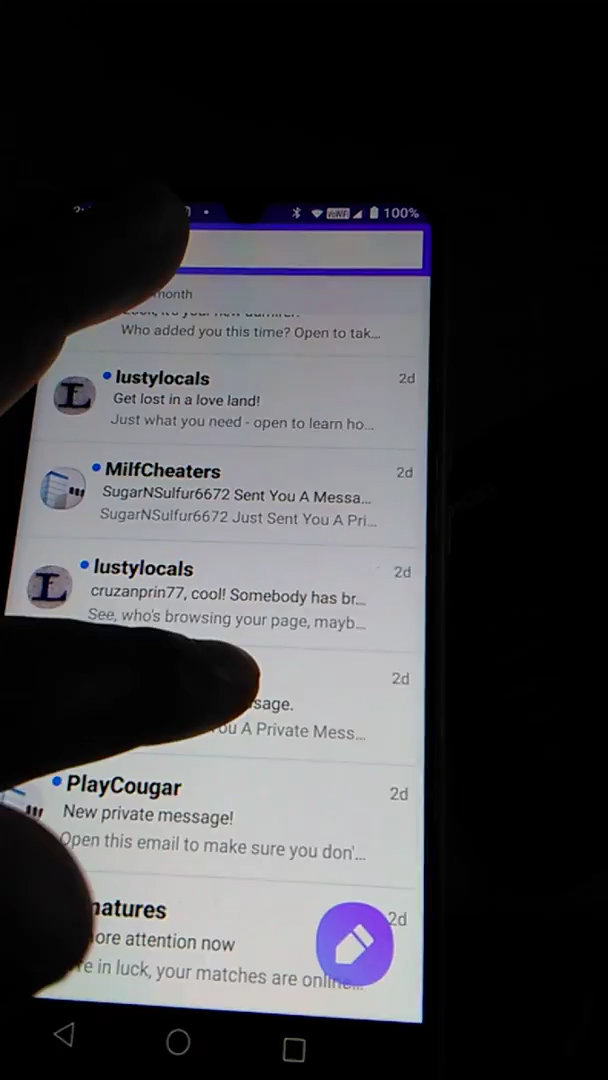 VoWiFi 100%
month
Who added you this time? Open to tak...
lustylocals 2d
Get lost in a love land!
Just what you need - open to learn ho...
MilfCheaters 2d
SugarNSulfur6672 Sent You A Messa...
SugarNSulfur6672 Just Sent You A Pri...
lustylocals 2d
cruzanprin77, cool! Somebody has br...
See, who's browsing your page, mayb...
2d
ssage.
ou A Private Mess...
PlayCougar 2d
New private message!
Open this email to make sure you don'...
natures 2d
ore attention now
re in luck, your matches are online...